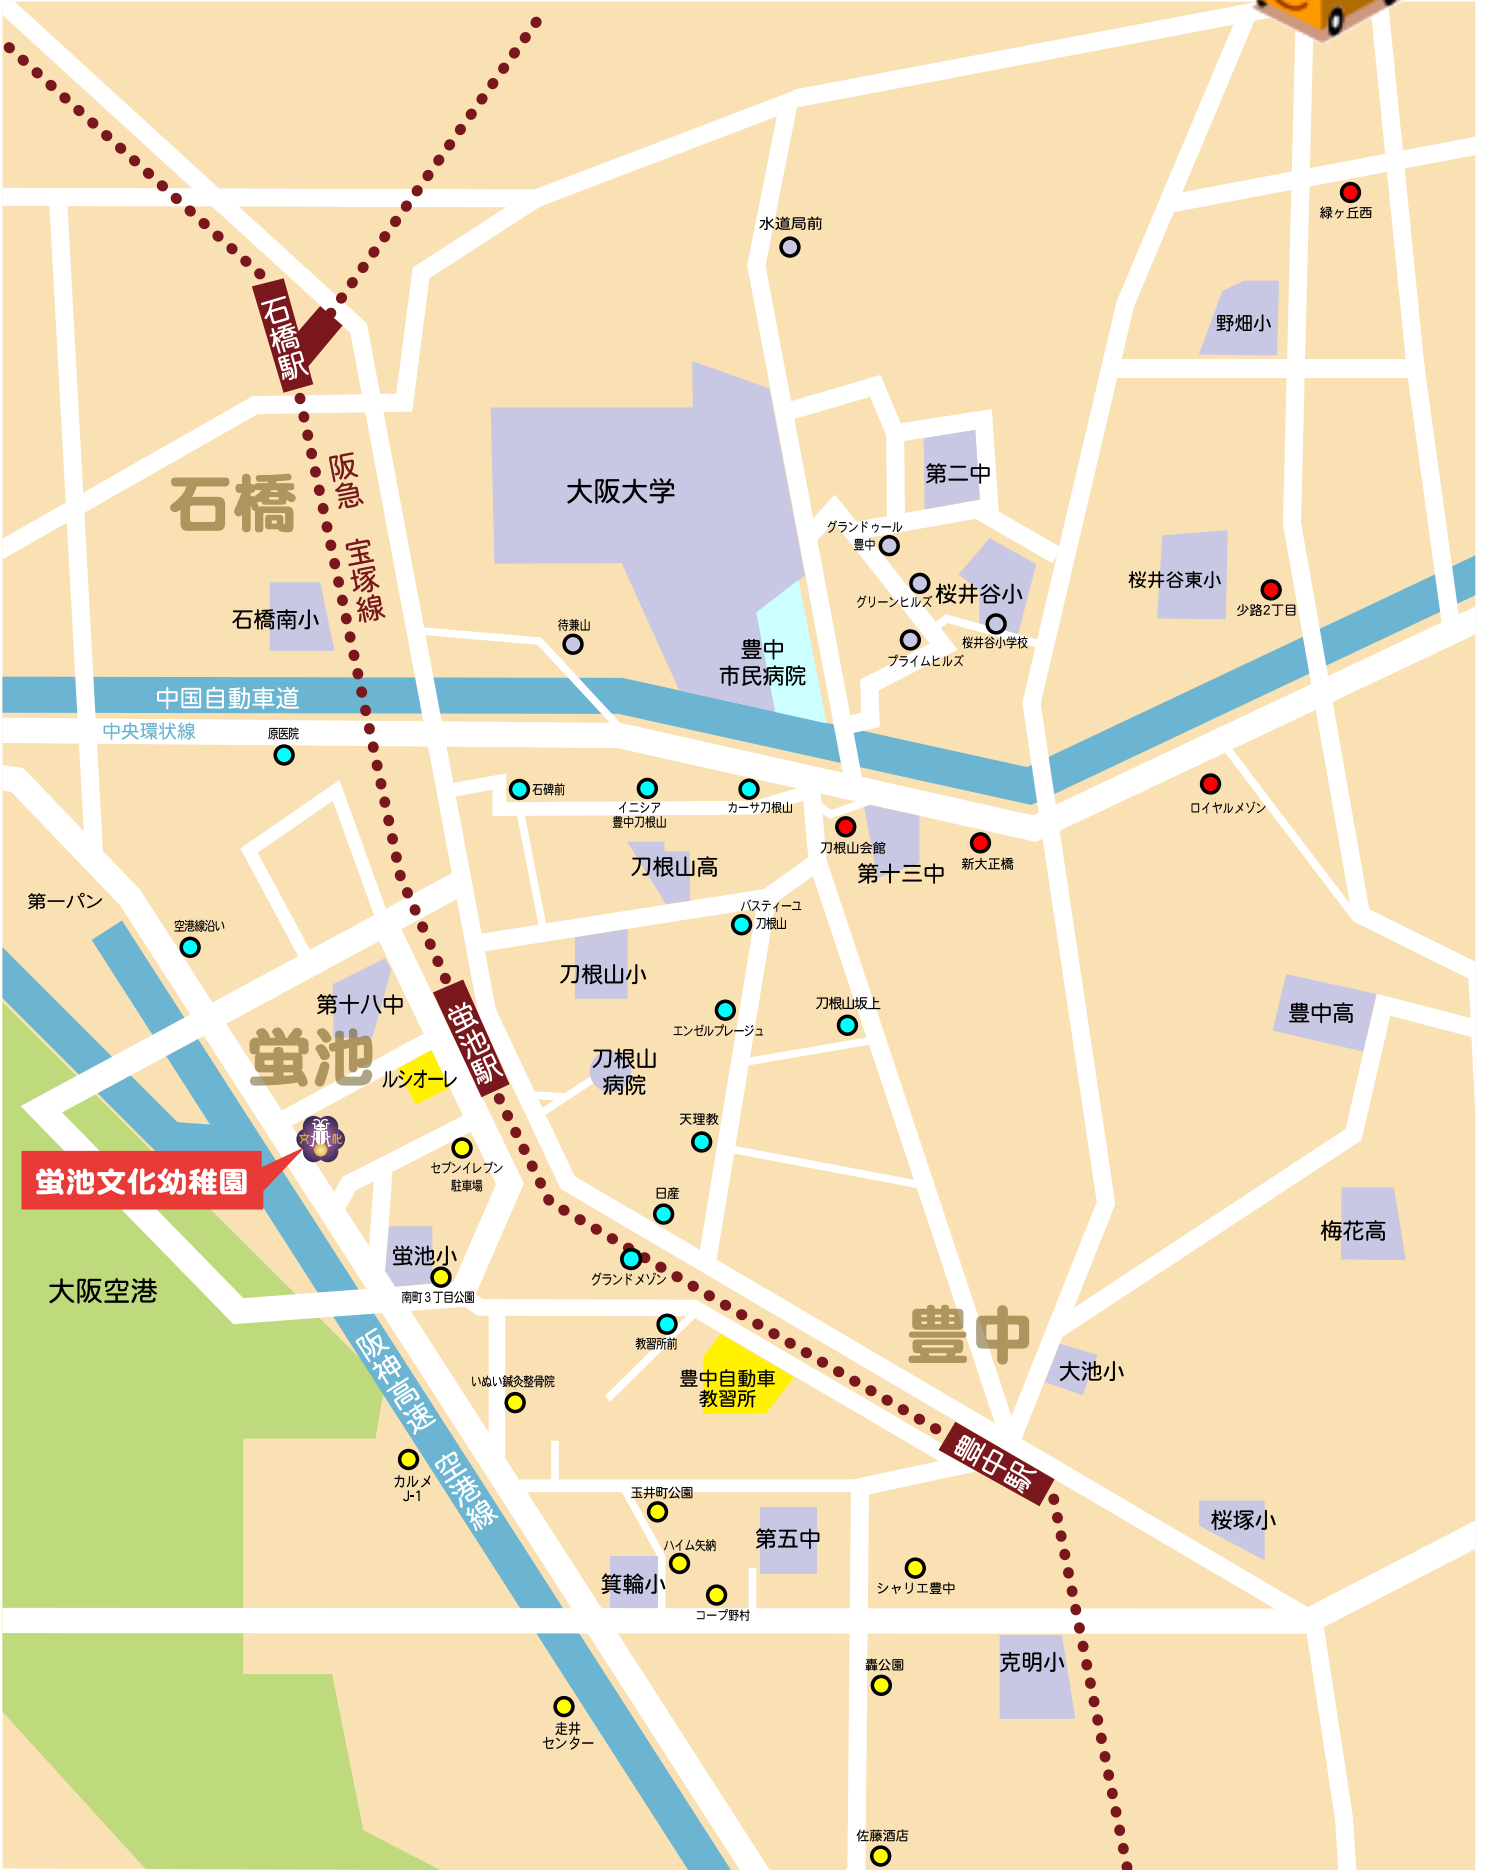 水道局前
緑ヶ丘西
石橋駅
野畑小
阪急 宝塚線
石橋
大阪大学
第二中
グランドゥール
豊中
グリーンヒルズ
桜井谷小
桜井谷東小
少路2丁目
石橋南小
待兼山
桜井谷小学校
プライムヒルズ
豊中
市民病院
中国自動車道
中央環状線
原医院
石碑前
イニシア
豊中刀根山
カーサ刀根山
ロイヤルメゾン
刀根山会館
新大正橋
刀根山高
第十三中
第一パン
空港線沿い
バスティーユ
刀根山
刀根山小
第十八中
刀根山坂上
豊中高
エンゼルプレージュ
蛍池駅
蛍池
ルシオーレ
刀根山
病院
天理教
文
化
セブンイレブン
駐車場
蛍池文化幼稚園
日産
梅花高
蛍池小
グランドメゾン
大阪空港
南町3丁目公園
豊中
教習所前
大池小
阪神高速 空港線
豊中自動車
教習所
いぬい鍼灸整骨院
豊中駅
カルメ
J-1
玉井町公園
桜塚小
第五中
ハイム矢納
箕輪小
シャリエ豊中
コープ野村
轟公園
克明小
走井
センター
佐藤酒店